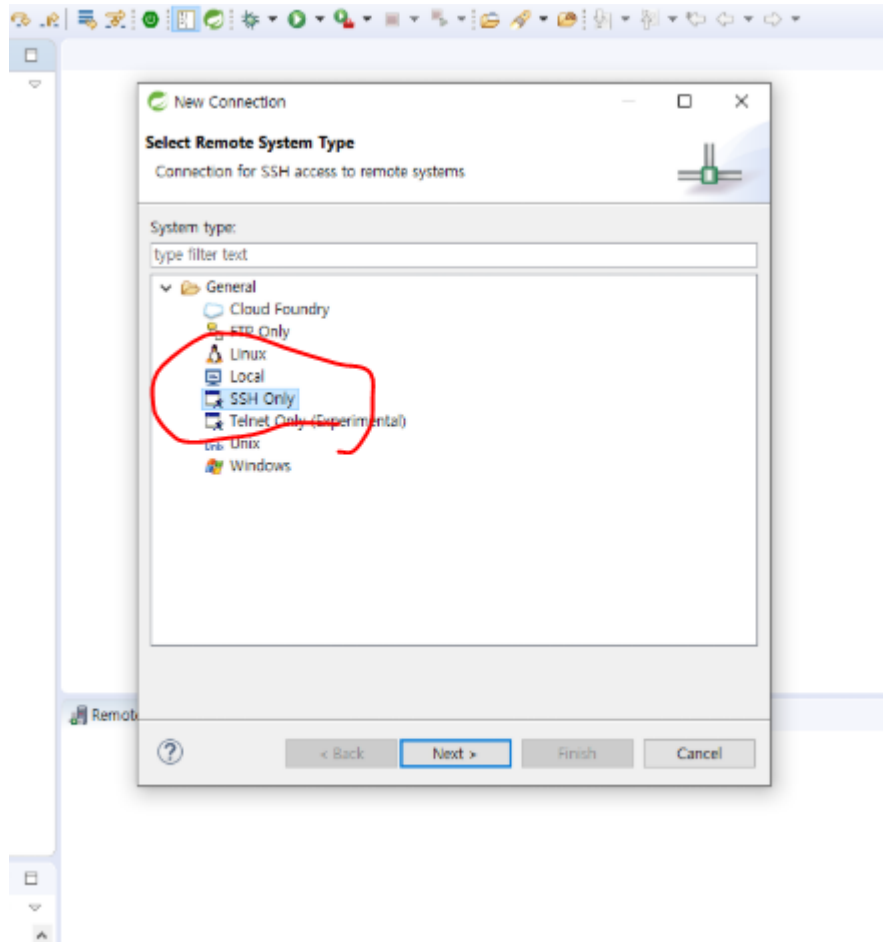 New Connection
Select Remote System Type
Connection for SSH access to remote systems
System type:
type filter text
General
Cloud Foundry
FTP Only
Linux
Local
SSH Only
Telnet Only (Experimental)
Unix
Windows
Remot
? < Back Next > Finish Cancel